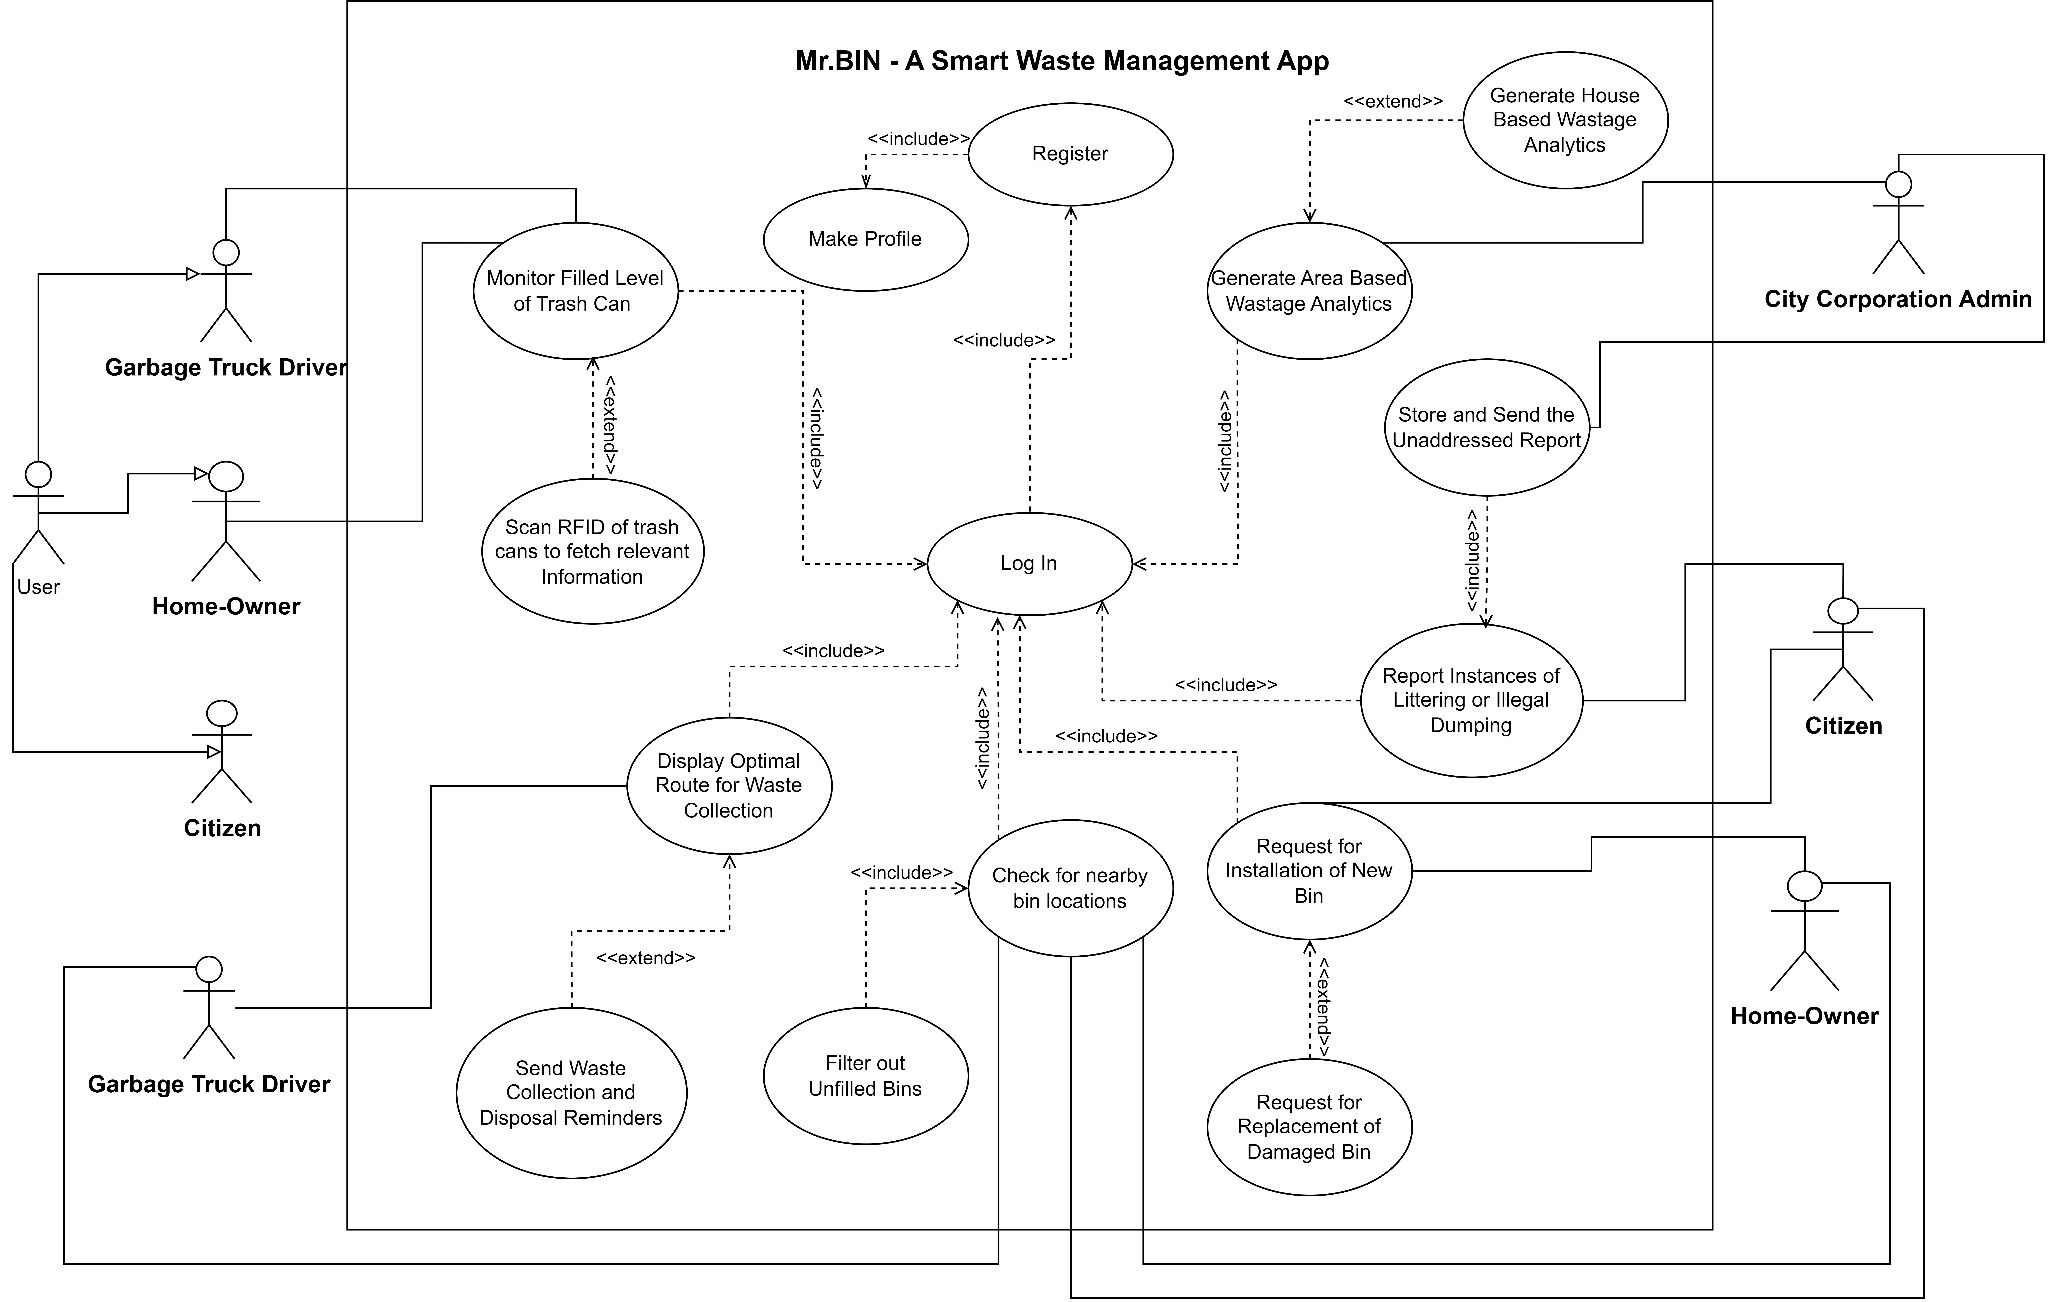 Mr.BIN - A Smart Waste Management App
<<extend>>
Generate House
Based Wastage
Analytics
<<include>>
Register
Make Profile
Monitor Filled Level
of Trash Can
Generate Area Based
Wastage Analytics
City Corporation Admin
Garbage Truck Driver
<<include>>
<<extend>>
<<include>>
<<include>>
Store and Send the
Unaddressed Report
User
Home-Owner
Scan RFID of trash
cans to fetch relevant
Information
Log In
<<include>>
<<include>>
<<include>>
<<include>>
Report Instances of
Littering or Illegal
Dumping
Citizen
Citizen
<<include>>
<<include>>
Display Optimal
Route for Waste
Collection
<<include>>
Check for nearby
bin locations
Request for
Installation of New
Bin
<<extend>>
<<extend>>
Home-Owner
Garbage Truck Driver
Send Waste
Collection and
Disposal Reminders
Filter out
Unfilled Bins
Request for
Replacement of
Damaged Bin